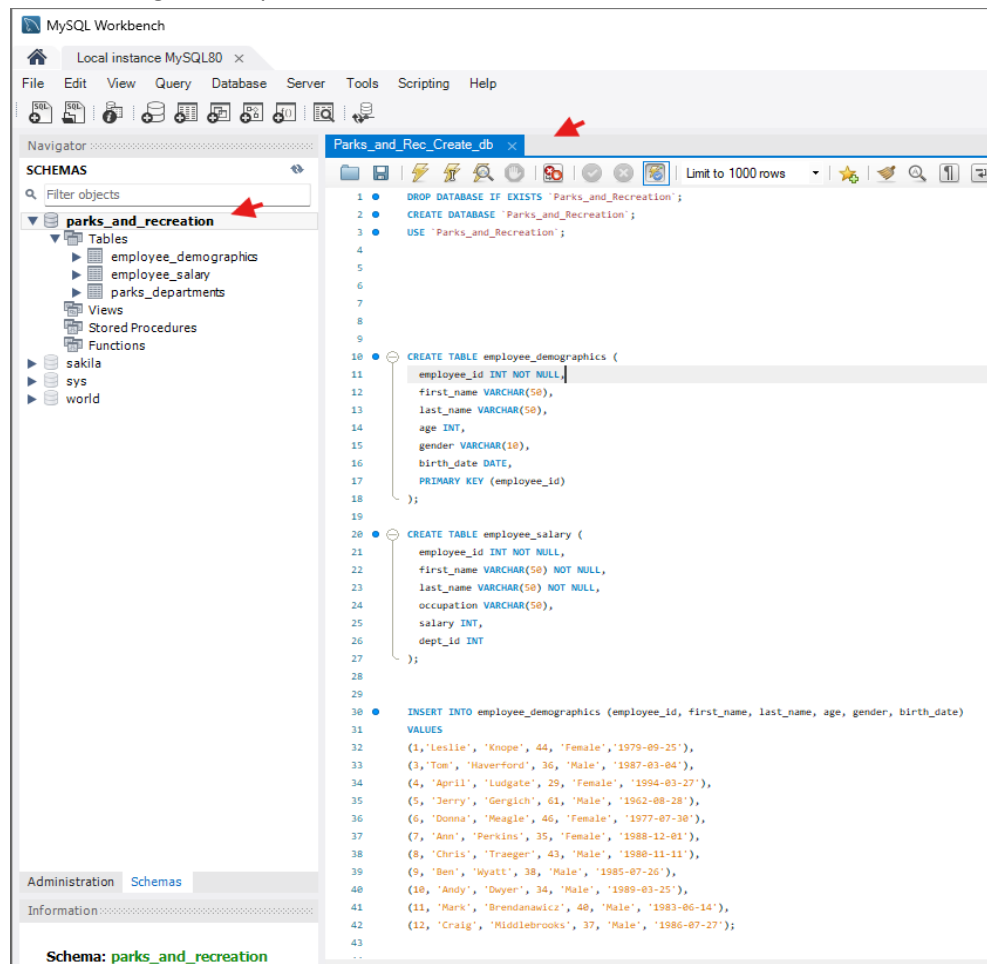 MySQL Workbench
Local instance MySQL80 ×
File Edit View Query Database Server Tools Scripting Help
Navigator
SCHEMAS
Filter objects
parks_and_recreation
Tables
employee_demographics
employee_salary
parks_departments
Views
Stored Procedures
Functions
sakila
sys
world
Administration Schemas
Information
Schema: parks_and_recreation
Parks_and_Rec_Create_db ×
Limit to 1000 rows
1 DROP DATABASE IF EXISTS `Parks_and_Recreation`;
2 CREATE DATABASE `Parks_and_Recreation`;
3 USE `Parks_and_Recreation`;
4
5
6
7
8
9
10 CREATE TABLE employee_demographics (
11 employee_id INT NOT NULL,
12 first_name VARCHAR(50),
13 last_name VARCHAR(50),
14 age INT,
15 gender VARCHAR(10),
16 birth_date DATE,
17 PRIMARY KEY (employee_id)
18 );
19
20 CREATE TABLE employee_salary (
21 employee_id INT NOT NULL,
22 first_name VARCHAR(50) NOT NULL,
23 last_name VARCHAR(50) NOT NULL,
24 occupation VARCHAR(50),
25 salary INT,
26 dept_id INT
27 );
28
29
30 INSERT INTO employee_demographics (employee_id, first_name, last_name, age, gender, birth_date)
31 VALUES
32 (1,'Leslie', 'Knope', 44, 'Female','1979-09-25'),
33 (3,'Tom', 'Haverford', 36, 'Male', '1987-03-04'),
34 (4, 'April', 'Ludgate', 29, 'Female', '1994-03-27'),
35 (5, 'Jerry', 'Gergich', 61, 'Male', '1962-08-28'),
36 (6, 'Donna', 'Meagle', 46, 'Female', '1977-07-30'),
37 (7, 'Ann', 'Perkins', 35, 'Female', '1988-12-01'),
38 (8, 'Chris', 'Traeger', 43, 'Male', '1980-11-11'),
39 (9, 'Ben', 'Wyatt', 38, 'Male', '1985-07-26'),
40 (10, 'Andy', 'Dwyer', 34, 'Male', '1989-03-25'),
41 (11, 'Mark', 'Brendanawicz', 40, 'Male', '1983-06-14'),
42 (12, 'Craig', 'Middlebrooks', 37, 'Male', '1986-07-27');
43